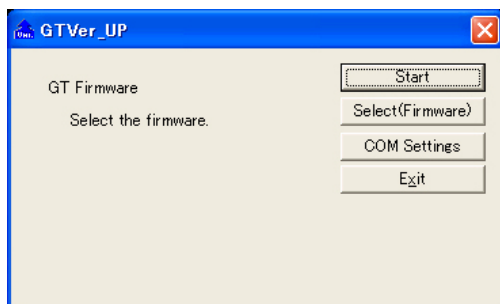 GTVer_UP
GT Firmware
Select the firmware.
Start
Select(Firmware)
COM Settings
Exit